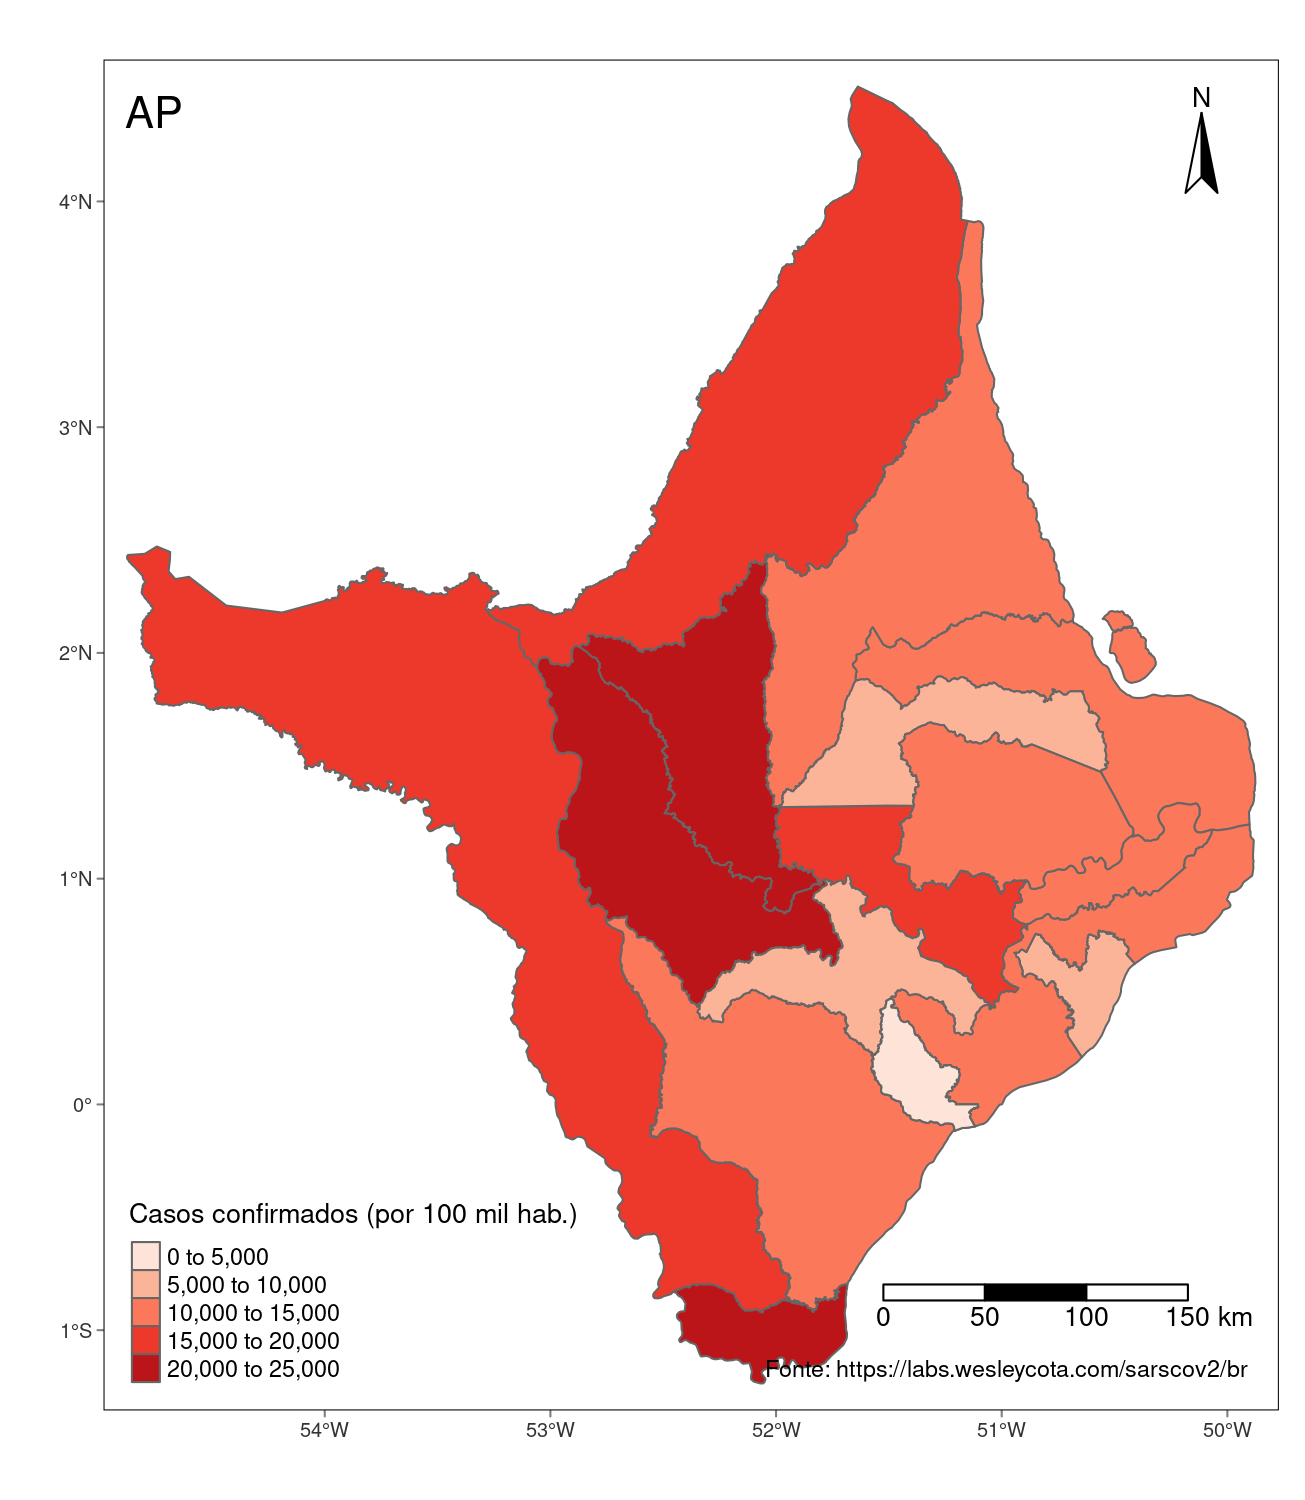 AP
N
4°N
3°N
2°N
1°N
0°
1°S
Casos confirmados (por 100 mil hab.)
0 to 5,000
5,000 to 10,000
10,000 to 15,000
15,000 to 20,000
20,000 to 25,000
0 50 100 150 km
Fonte: https://labs.wesleycota.com/sarscov2/br
54°W 53°W 52°W 51°W 50°W